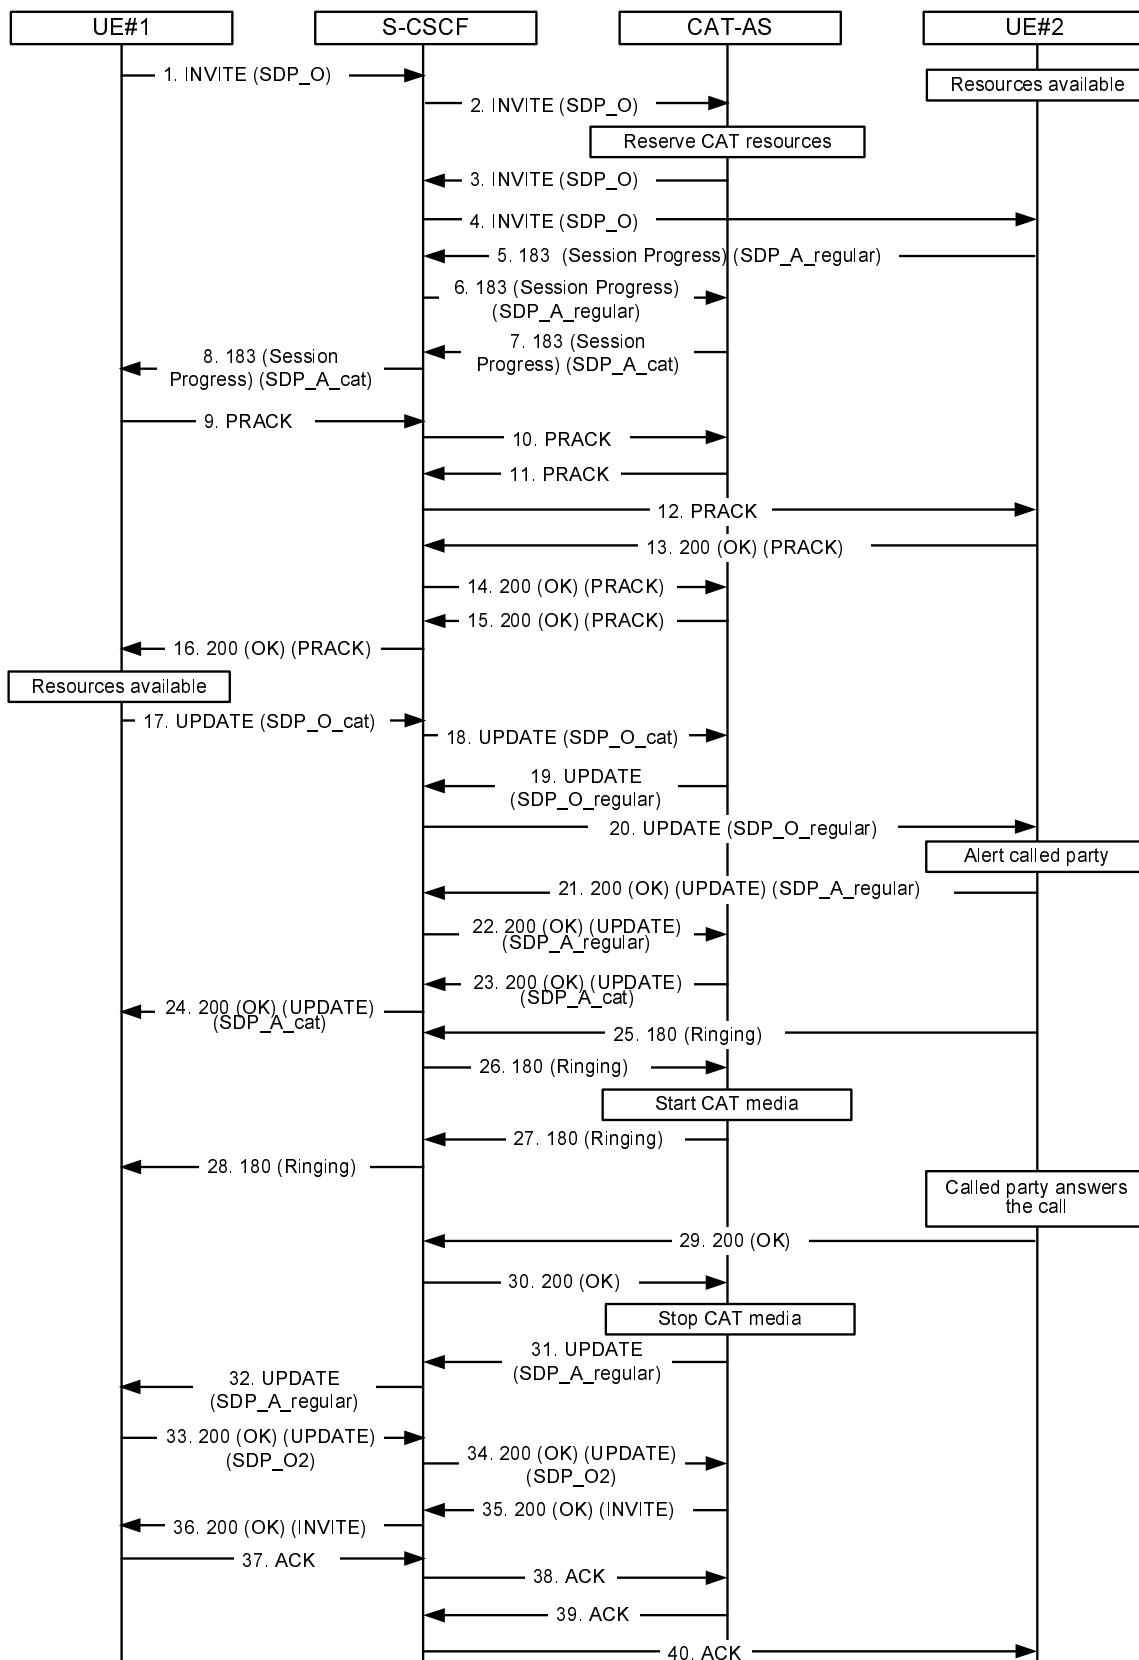 UE#1
S-CSCF
CAT-AS
UE#2
1. INVITE (SDP_O)
Resources available
2. INVITE (SDP_O)
Reserve CAT resources
3. INVITE (SDP_O)
4. INVITE (SDP_O)
5. 183 (Session Progress) (SDP_A_regular)
6. 183 (Session Progress)
(SDP_A_regular)
7. 183 (Session
Progress) (SDP_A_cat)
8. 183 (Session
Progress) (SDP_A_cat)
9. PRACK
10. PRACK
11. PRACK
12. PRACK
13. 200 (OK) (PRACK)
14. 200 (OK) (PRACK)
15. 200 (OK) (PRACK)
16. 200 (OK) (PRACK)
Resources available
17. UPDATE (SDP_O_cat)
18. UPDATE (SDP_O_cat)
19. UPDATE
(SDP_O_regular)
20. UPDATE (SDP_O_regular)
Alert called party
21. 200 (OK) (UPDATE) (SDP_A_regular)
22. 200 (OK) (UPDATE)
(SDP_A_regular)
23. 200 (OK) (UPDATE)
(SDP_A_cat)
24. 200 (OK) (UPDATE)
(SDP_A_cat)
25. 180 (Ringing)
26. 180 (Ringing)
Start CAT media
27. 180 (Ringing)
28. 180 (Ringing)
Called party answers
the call
29. 200 (OK)
30. 200 (OK)
Stop CAT media
31. UPDATE
(SDP_A_regular)
32. UPDATE
(SDP_A_regular)
33. 200 (OK) (UPDATE)
(SDP_O2)
34. 200 (OK) (UPDATE)
(SDP_O2)
35. 200 (OK) (INVITE)
36. 200 (OK) (INVITE)
37. ACK
38. ACK
39. ACK
40. ACK